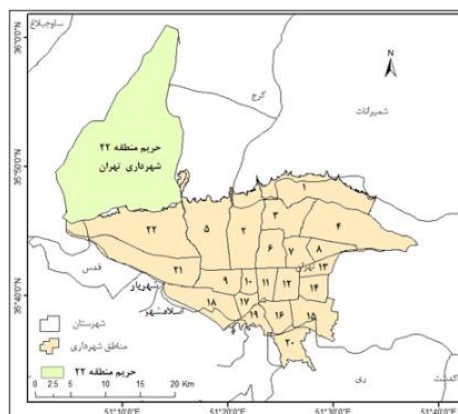 ساوجبلاغ
N
کرج
شمیرانات
حریم منطقه ۲۲
شهرداری تهران
۱
۳
۲۲
۵
۲
۴
۶
۷
۸
تهران
۱۳
قدس
۲۱
۹
۱۰
۱۱
۱۲
۱۴
شهریار
۱۸
۱۷
اسلامشهر
۱۹
۱۶
۱۵
۲۰
ری
پاکدشت
شهرستان
مناطق شهرداری
حریم منطقه ۲۲
0 2.5 5 10 15 20 Km
36°0'0"N
35°50'0"N
35°40'0"N
51°10'0"E
51°20'0"E
51°30'0"E
51°40'0"E